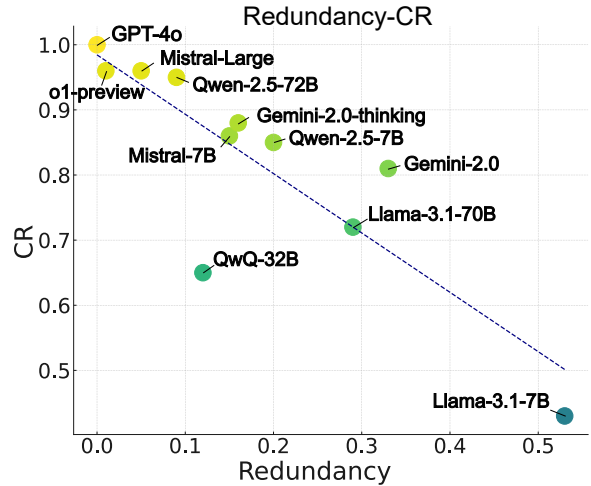 Redundancy-CR
GPT-4o
Mistral-Large
o1-preview
Qwen-2.5-72B
Gemini-2.0-thinking
Mistral-7B
Qwen-2.5-7B
Gemini-2.0
Llama-3.1-70B
QwQ-32B
Llama-3.1-7B
CR
1.0
0.9
0.8
0.7
0.6
0.5
0.0
0.1
0.2
0.3
0.4
0.5
Redundancy